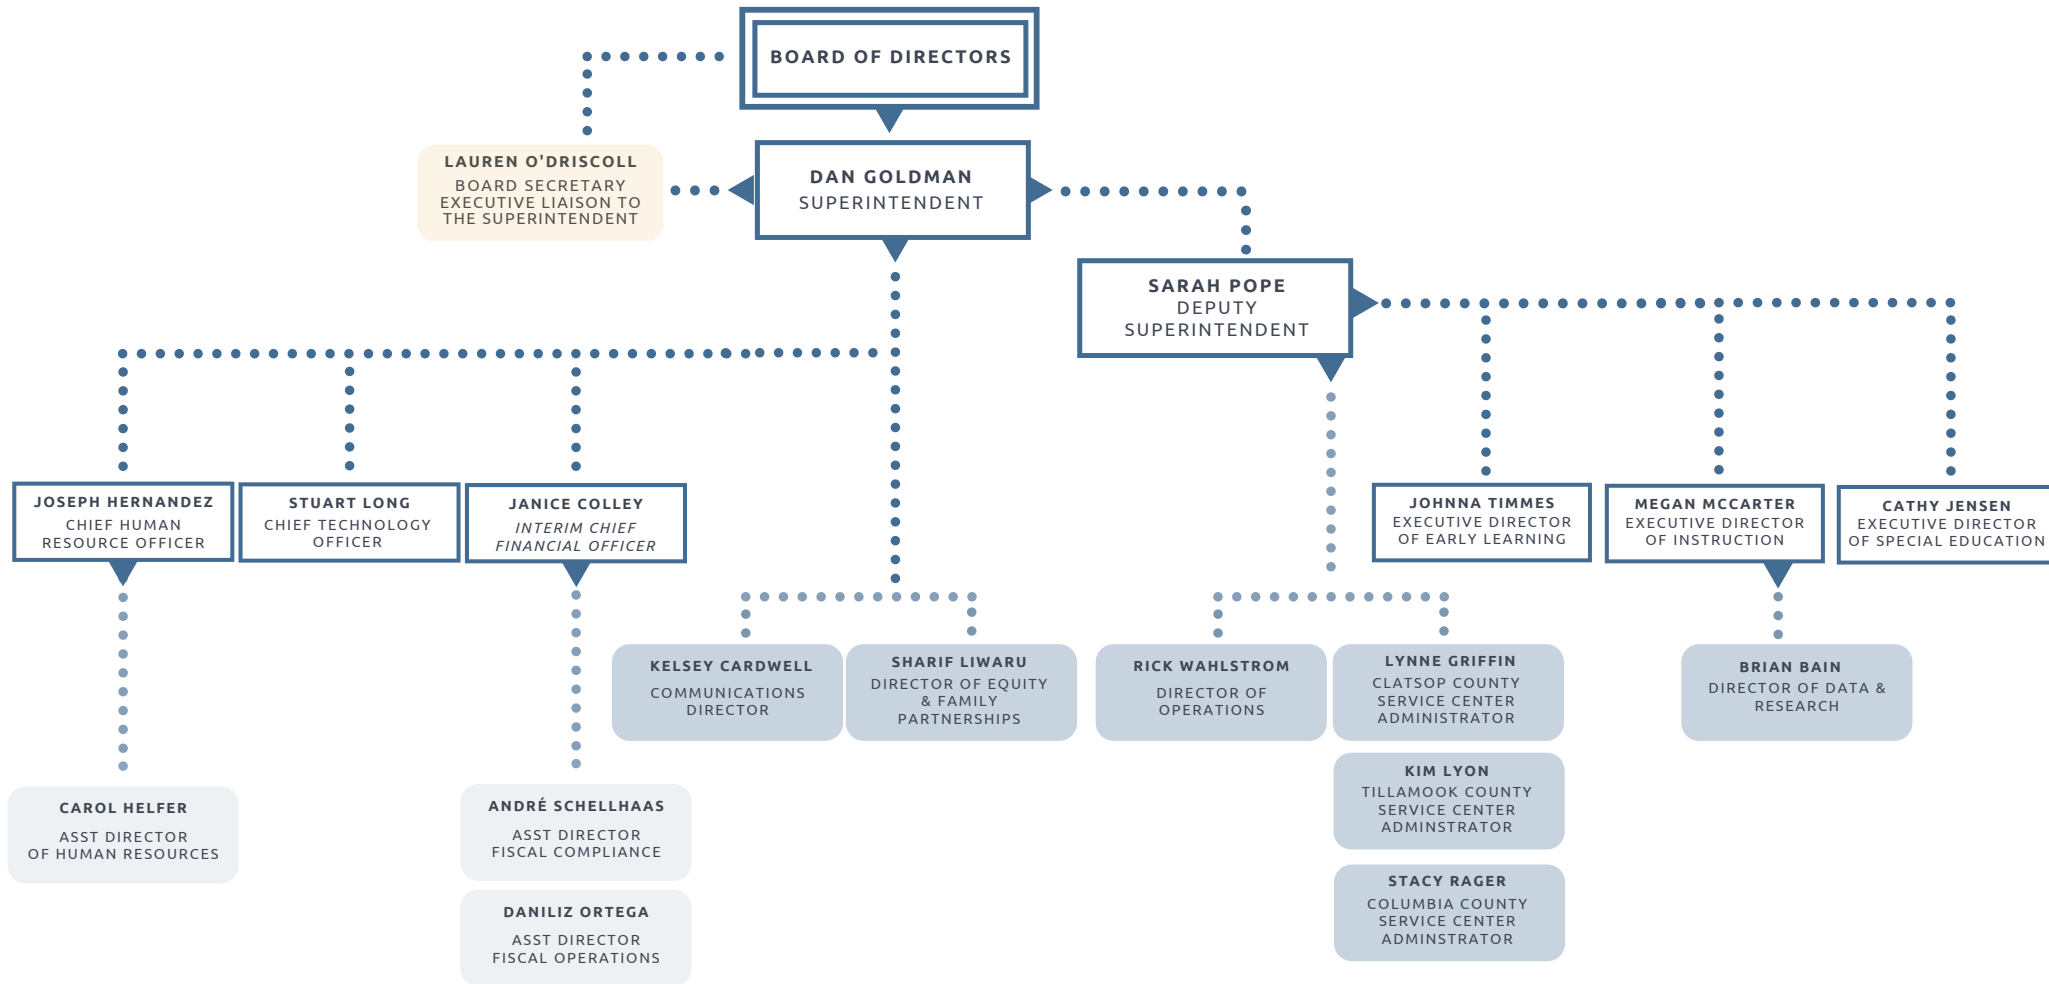 BOARD OF DIRECTORS
LAUREN O'DRISCOLL
BOARD SECRETARY
EXECUTIVE LIAISON TO
THE SUPERINTENDENT
DAN GOLDMAN
SUPERINTENDENT
SARAH POPE
DEPUTY
SUPERINTENDENT
JOSEPH HERNANDEZ
CHIEF HUMAN
RESOURCE OFFICER
STUART LONG
CHIEF TECHNOLOGY
OFFICER
JANICE COLLEY
INTERIM CHIEF
FINANCIAL OFFICER
JOHNNA TIMMES
EXECUTIVE DIRECTOR
OF EARLY LEARNING
MEGAN MCCARTER
EXECUTIVE DIRECTOR
OF INSTRUCTION
CATHY JENSEN
EXECUTIVE DIRECTOR
OF SPECIAL EDUCATION
KELSEY CARDWELL
COMMUNICATIONS
DIRECTOR
SHARIF LIWARU
DIRECTOR OF EQUITY
& FAMILY
PARTNERSHIPS
RICK WAHLSTROM
DIRECTOR OF
OPERATIONS
LYNNE GRIFFIN
CLATSOP COUNTY
SERVICE CENTER
ADMINISTRATOR
BRIAN BAIN
DIRECTOR OF DATA &
RESEARCH
KIM LYON
TILLAMOOK COUNTY
SERVICE CENTER
ADMINSTRATOR
CAROL HELFER
ASST DIRECTOR
OF HUMAN RESOURCES
ANDRÉ SCHELLHAAS
ASST DIRECTOR
FISCAL COMPLIANCE
STACY RAGER
COLUMBIA COUNTY
SERVICE CENTER
ADMINSTRATOR
DANILIZ ORTEGA
ASST DIRECTOR
FISCAL OPERATIONS